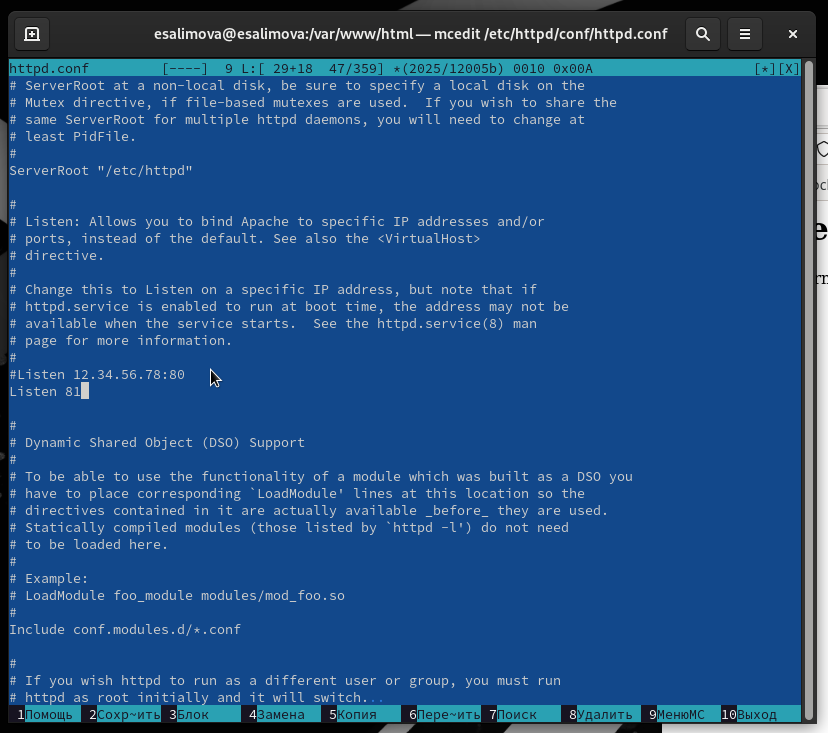 esalimova@esalimova:/var/www/html — mcedit /etc/httpd/conf/httpd.conf
httpd.conf [----] 9 L:[ 29+18 47/359] *(2025/12005b) 0010 0x00A [*][X]
# ServerRoot at a non-local disk, be sure to specify a local disk on the
# Mutex directive, if file-based mutexes are used.  If you wish to share the
# same ServerRoot for multiple httpd daemons, you will need to change at
# least PidFile.
#
ServerRoot "/etc/httpd"
#
# Listen: Allows you to bind Apache to specific IP addresses and/or
# ports, instead of the default. See also the <VirtualHost>
# directive.
#
# Change this to Listen on a specific IP address, but note that if
# httpd.service is enabled to run at boot time, the address may not be
# available when the service starts.  See the httpd.service(8) man
# page for more information.
#
#Listen 12.34.56.78:80
Listen 81
#
# Dynamic Shared Object (DSO) Support
#
# To be able to use the functionality of a module which was built as a DSO you
# have to place corresponding `LoadModule' lines at this location so the
# directives contained in it are actually available _before_ they are used.
# Statically compiled modules (those listed by `httpd -l') do not need
# to be loaded here.
#
# Example:
# LoadModule foo_module modules/mod_foo.so
#
Include conf.modules.d/*.conf
#
# If you wish httpd to run as a different user or group, you must run
# httpd as root initially and it will switch...
1Помощь 2Сохр~ить 3Блок 4Замена 5Копия 6Пере~ить 7Поиск 8Удалить 9МенюМС 10Выход